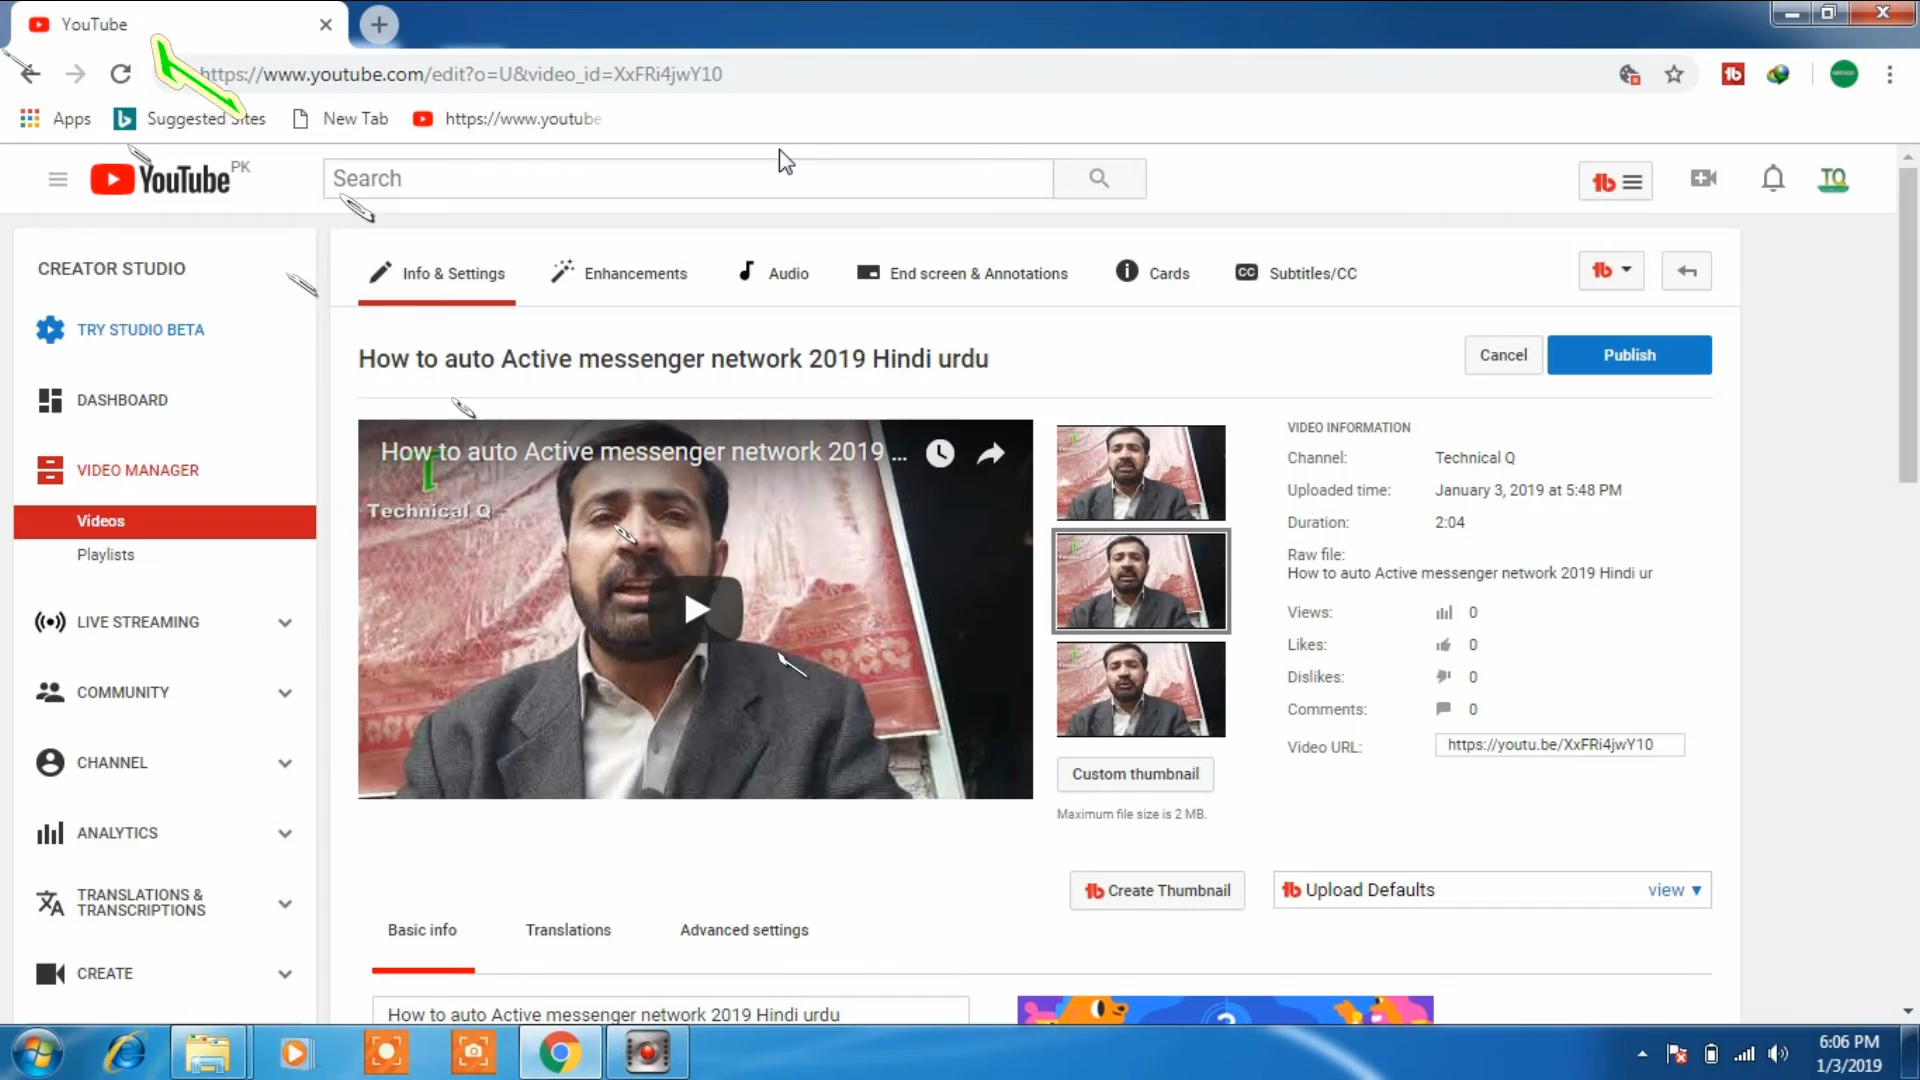 YouTube
https://www.youtube.com/edit?o=U&video_id=XxFRi4jwY10
Apps
Suggested Sites
New Tab
https://www.youtube
YouTube PK
Search
TQ
CREATOR STUDIO
TRY STUDIO BETA
DASHBOARD
VIDEO MANAGER
Videos
Playlists
LIVE STREAMING
COMMUNITY
CHANNEL
ANALYTICS
TRANSLATIONS &
TRANSCRIPTIONS
CREATE
Info & Settings
Enhancements
Audio
End screen & Annotations
Cards
CC Subtitles/CC
How to auto Active messenger network 2019 Hindi urdu
Cancel
Publish
How to auto Active messenger network 2019 ...
Technical Q
Custom thumbnail
Maximum file size is 2 MB.
VIDEO INFORMATION
Channel: Technical Q
Uploaded time: January 3, 2019 at 5:48 PM
Duration: 2:04
Raw file:
How to auto Active messenger network 2019 Hindi ur
Views: 0
Likes: 0
Dislikes: 0
Comments: 0
Video URL: https://youtu.be/XxFRi4jwY10
Create Thumbnail
Upload Defaults
view
Basic info
Translations
Advanced settings
How to auto Active messenger network 2019 Hindi urdu
6:06 PM
1/3/2019